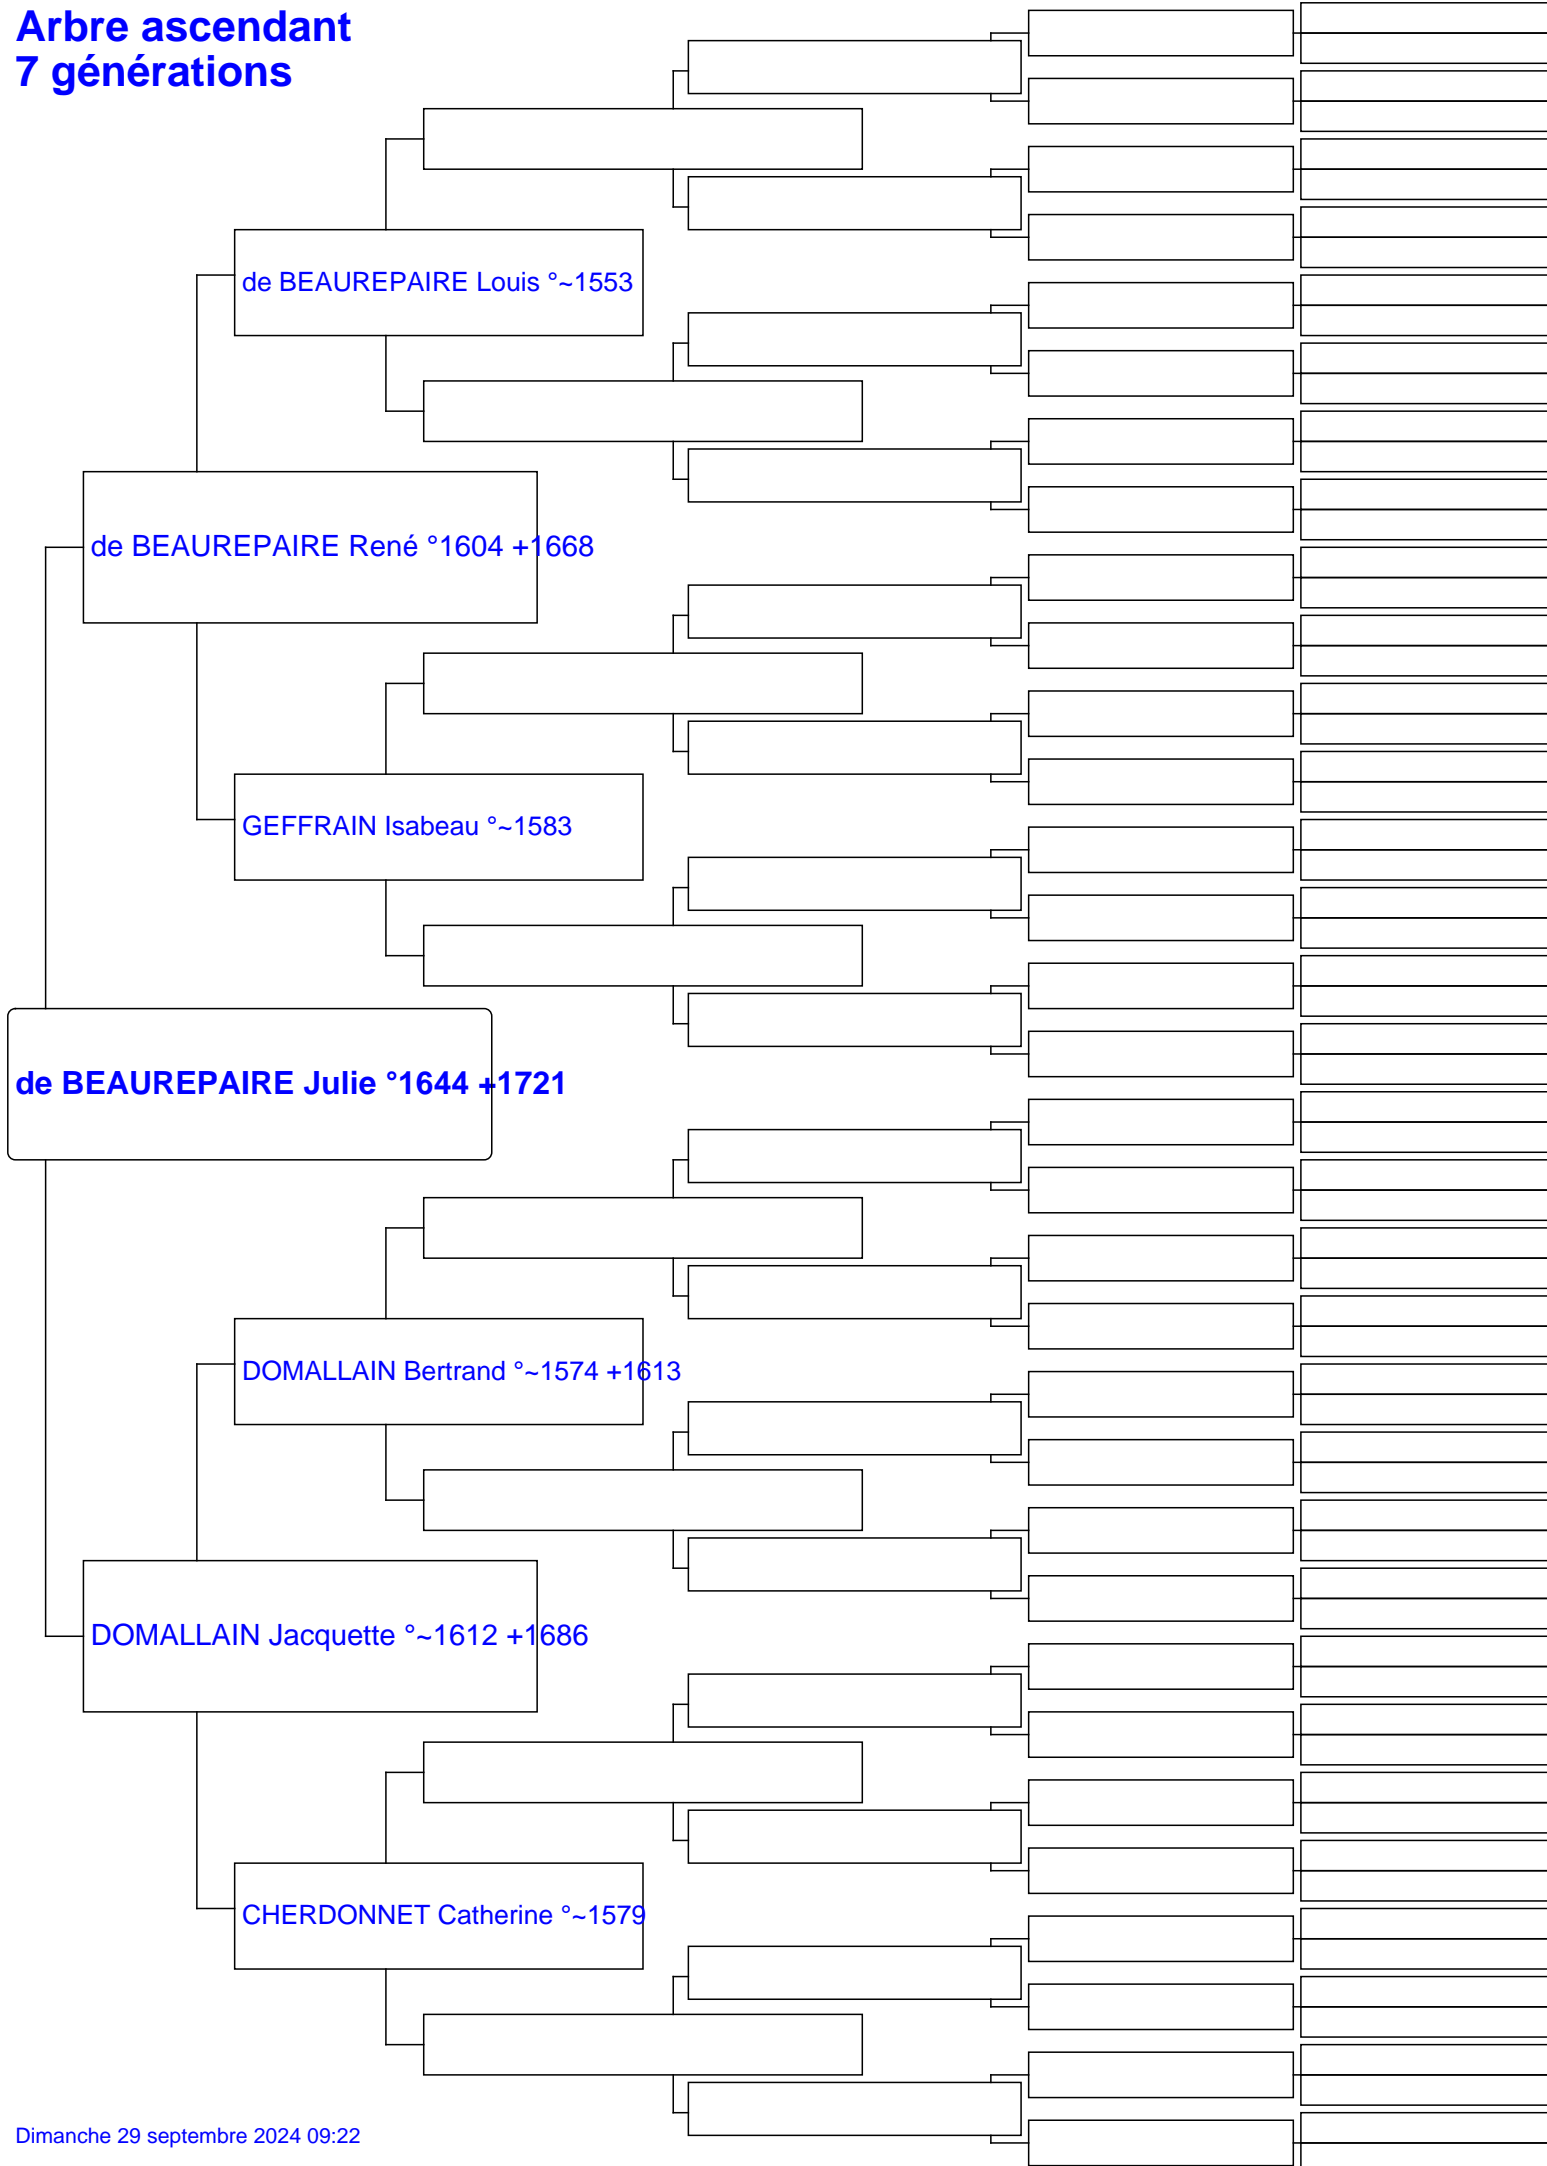 Arbre ascendant
7 générations
de BEAUREPAIRE Louis °~1553
de BEAUREPAIRE René °1604 +1668
GEFFRAIN Isabeau °~1583
de BEAUREPAIRE Julie °1644 +1721
DOMALLAIN Bertrand °~1574 +1613
DOMALLAIN Jacquette °~1612 +1686
CHERDONNET Catherine °~1579
Dimanche 29 septembre 2024 09:22